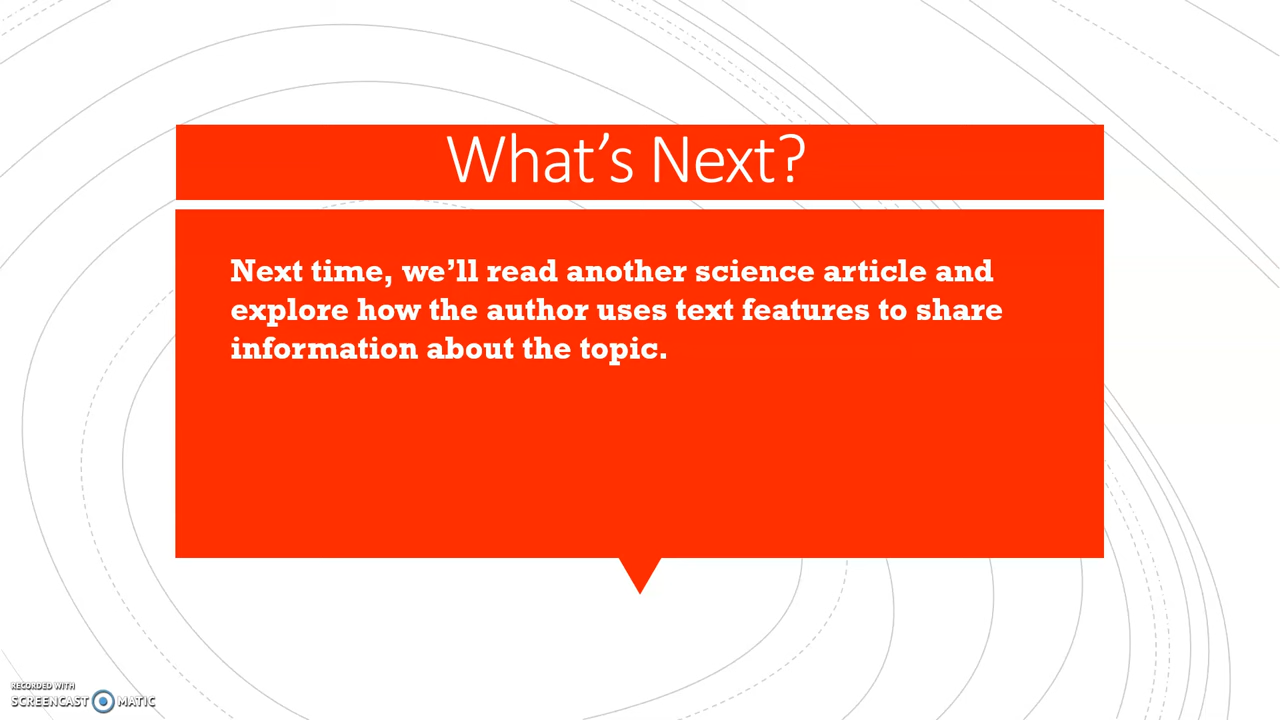 What’s Next?
Next time, we’ll read another science article and
explore how the author uses text features to share
information about the topic.
RECORDED WITH
SCREENCAST MATIC